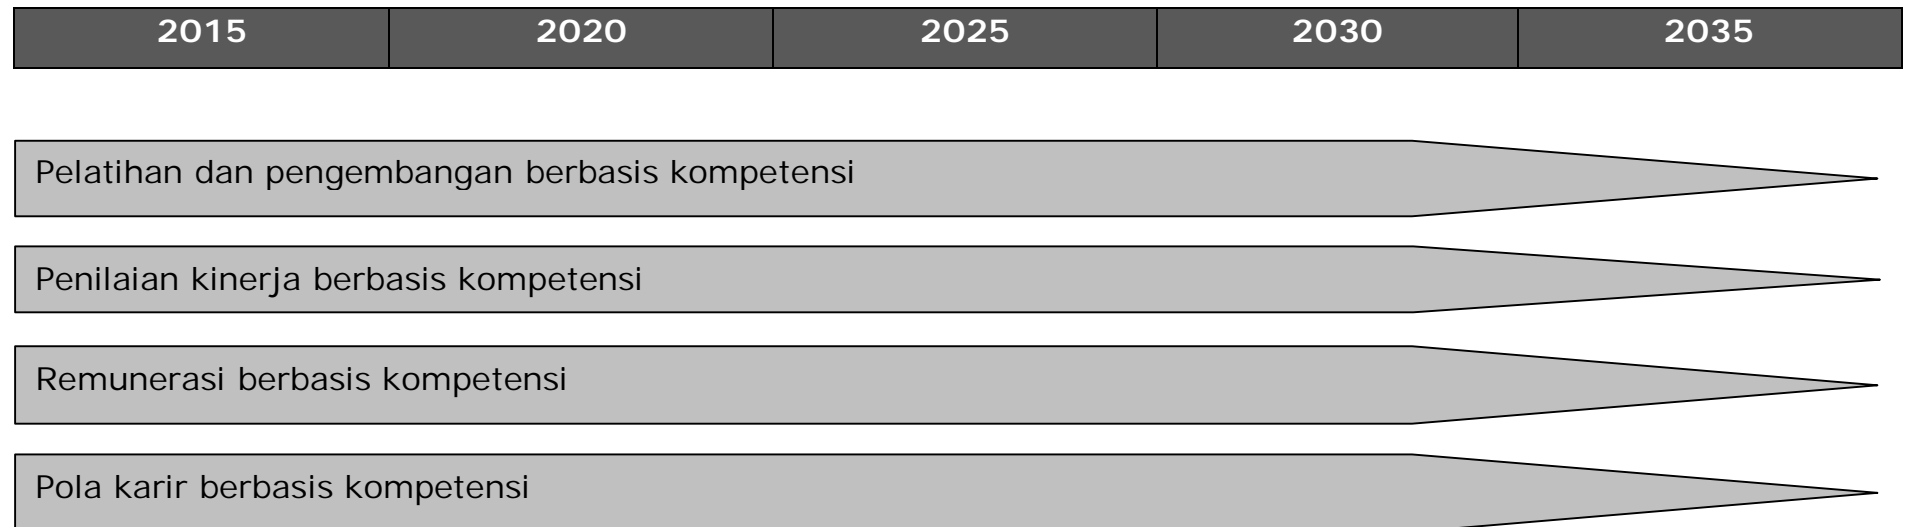 2015 2020 2025 2030 2035
Pelatihan dan pengembangan berbasis kompetensi
Penilaian kinerja berbasis kompetensi
Remunerasi berbasis kompetensi
Pola karir berbasis kompetensi